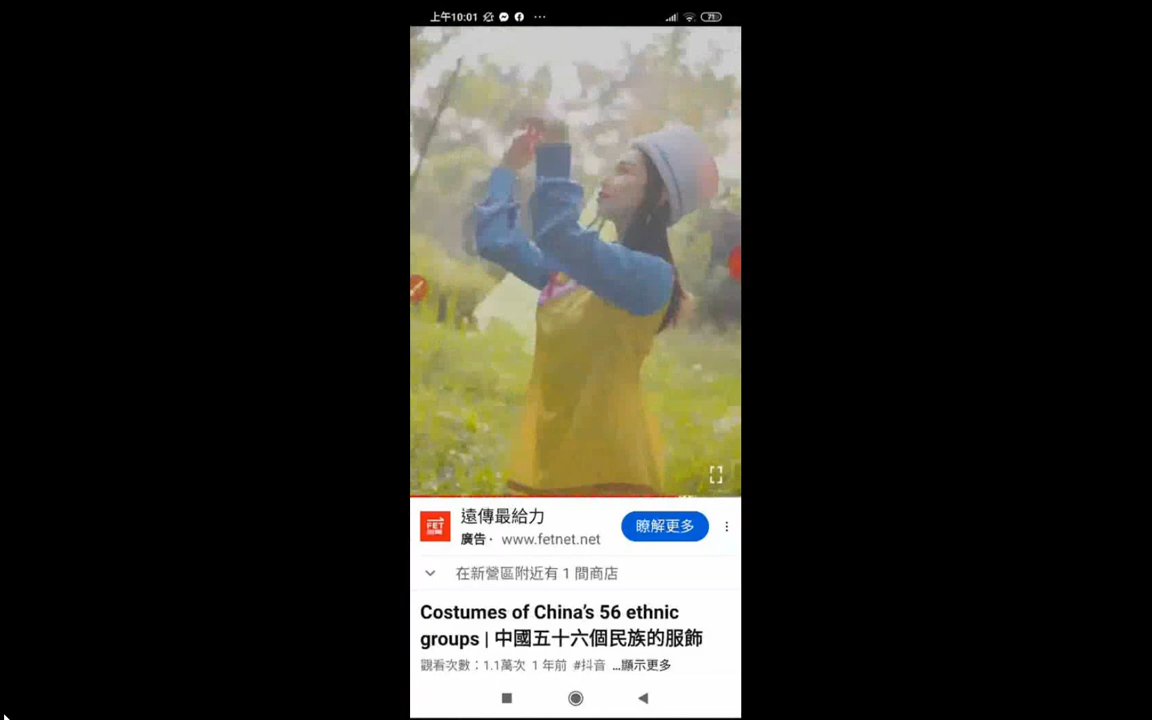 上午10:01
71
遠傳最給力
FET
廣告· www.fetnet.net
瞭解更多
在新營區附近有 1 間商店
Costumes of China’s 56 ethnic
groups | 中國五十六個民族的服飾
觀看次數：1.1萬次 1 年前 #抖音 ...顯示更多